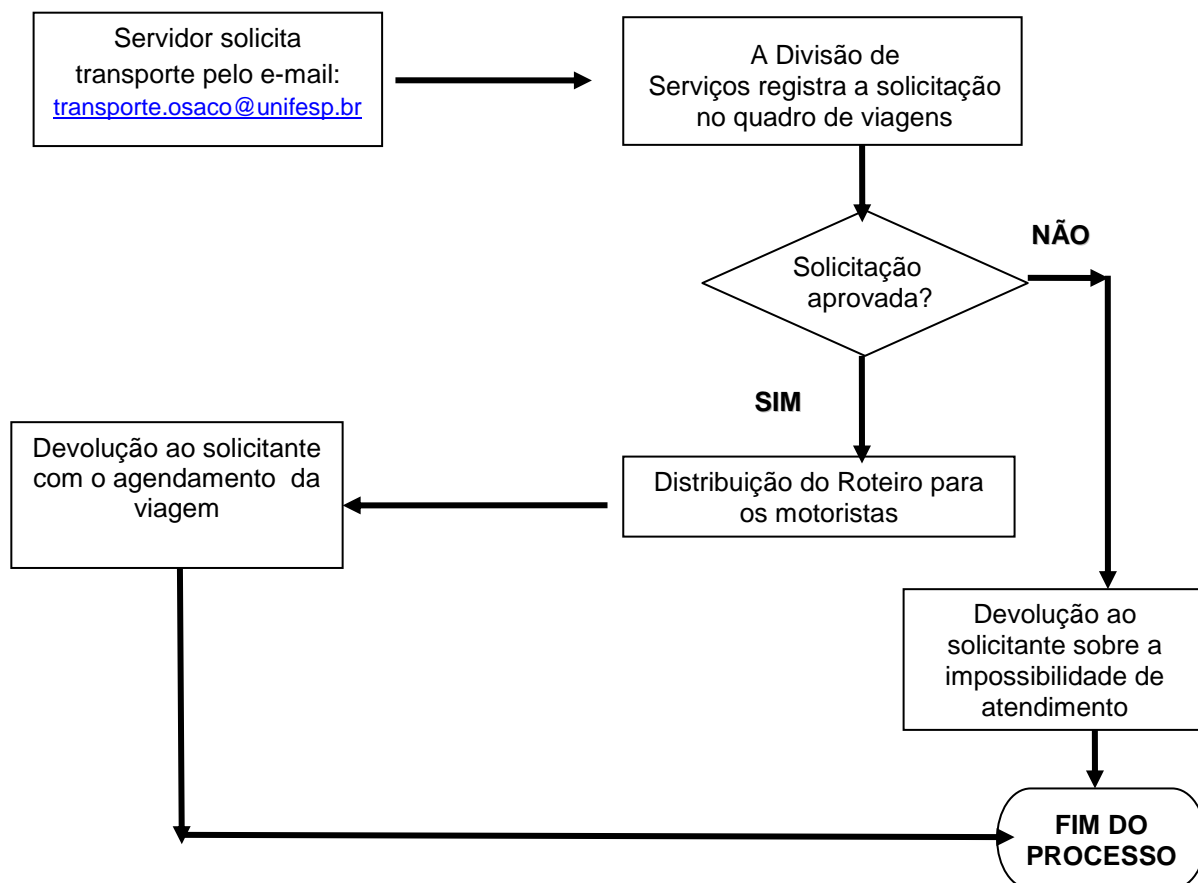 Servidor solicita
transporte pelo e-mail:
transporte.osaco@unifesp.br
A Divisão de
Serviços registra a solicitação
no quadro de viagens
NÃO
Solicitação
aprovada?
SIM
Devolução ao solicitante
com o agendamento da
viagem
Distribuição do Roteiro para
os motoristas
Devolução ao
solicitante sobre a
impossibilidade de
atendimento
FIM DO
PROCESSO